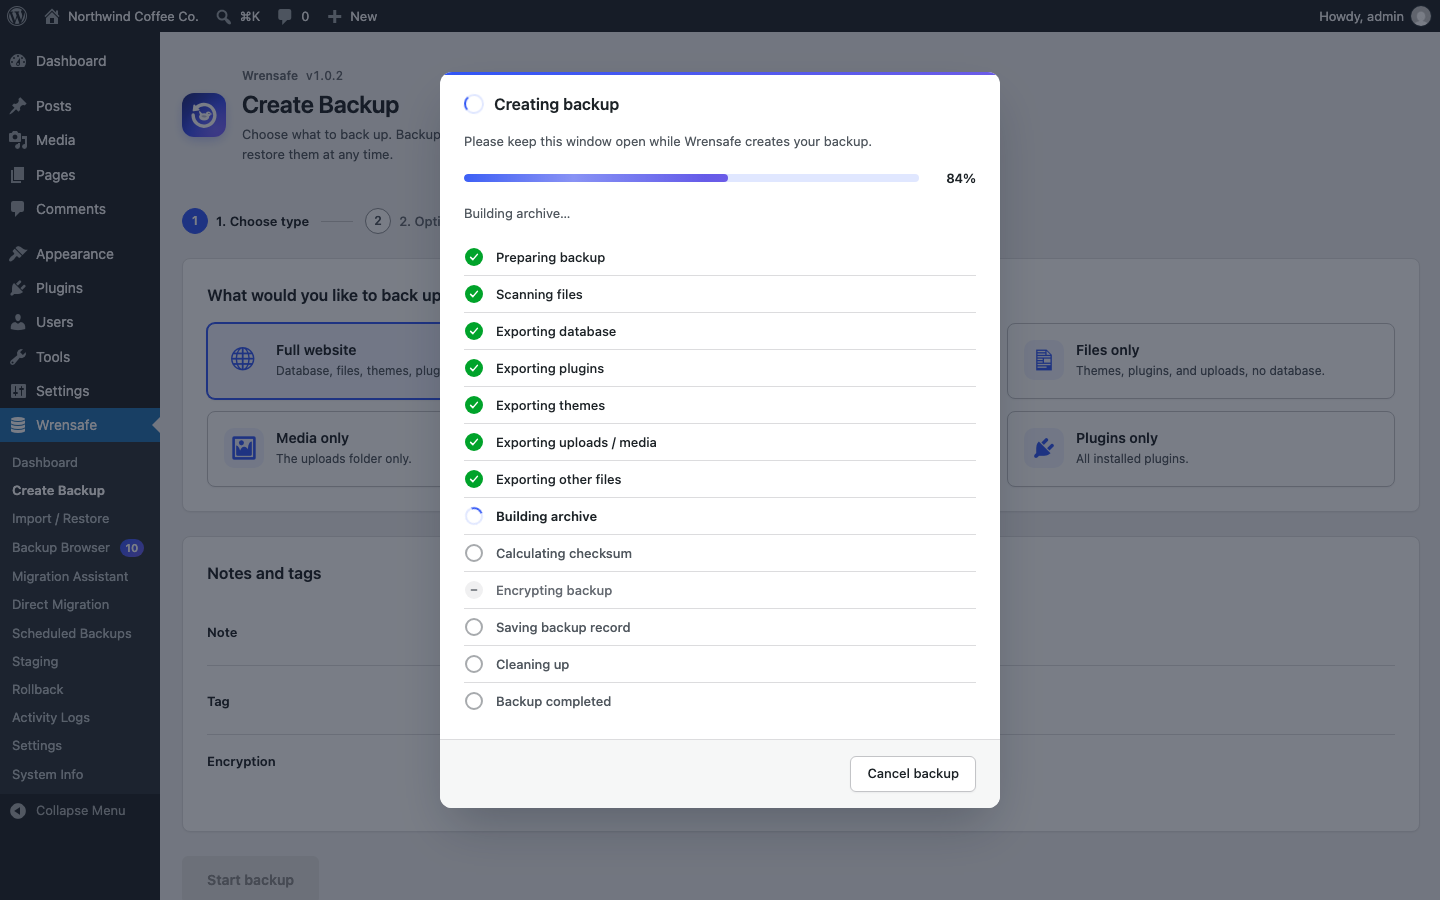 Northwind Coffee Co.
⌘K
0
New
Howdy, admin
Dashboard
Posts
Media
Pages
Comments
Appearance
Plugins
Users
Tools
Settings
Wrensafe
Dashboard
Create Backup
Import / Restore
Backup Browser 10
Migration Assistant
Direct Migration
Scheduled Backups
Staging
Rollback
Activity Logs
Settings
System Info
Collapse Menu
Wrensafe v1.0.2
Create Backup
Choose what to back up. Backup
restore them at any time.
1 1. Choose type
2 2. Opti
What would you like to back up
Full website
Database, files, themes, plug
Files only
Themes, plugins, and uploads, no database.
Media only
The uploads folder only.
Plugins only
All installed plugins.
Notes and tags
Note
Tag
Encryption
Start backup
Creating backup
Please keep this window open while Wrensafe creates your backup.
84%
Building archive...
Preparing backup
Scanning files
Exporting database
Exporting plugins
Exporting themes
Exporting uploads / media
Exporting other files
Building archive
Calculating checksum
Encrypting backup
Saving backup record
Cleaning up
Backup completed
Cancel backup